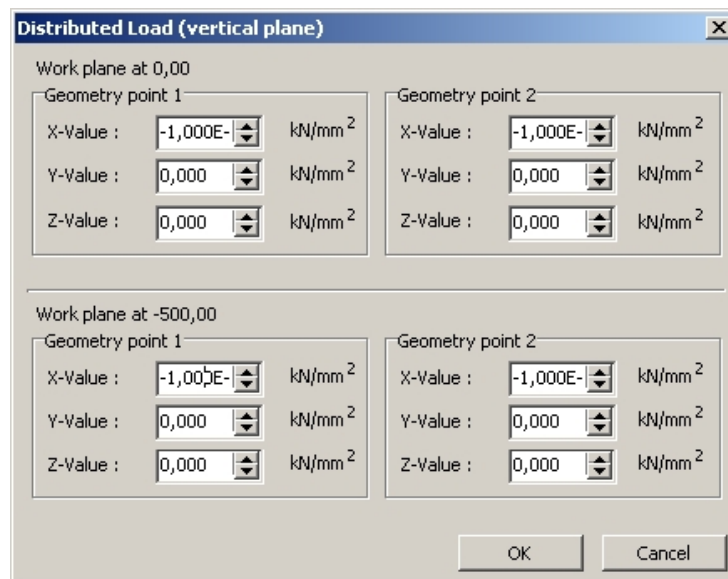 Distributed Load (vertical plane)
Work plane at 0,00
Geometry point 1
X-Value : -1,000E- kN/mm²
Y-Value : 0,000 kN/mm²
Z-Value : 0,000 kN/mm²
Geometry point 2
X-Value : -1,000E- kN/mm²
Y-Value : 0,000 kN/mm²
Z-Value : 0,000 kN/mm²
Work plane at -500,00
Geometry point 1
X-Value : -1,000E- kN/mm²
Y-Value : 0,000 kN/mm²
Z-Value : 0,000 kN/mm²
Geometry point 2
X-Value : -1,000E- kN/mm²
Y-Value : 0,000 kN/mm²
Z-Value : 0,000 kN/mm²
OK Cancel